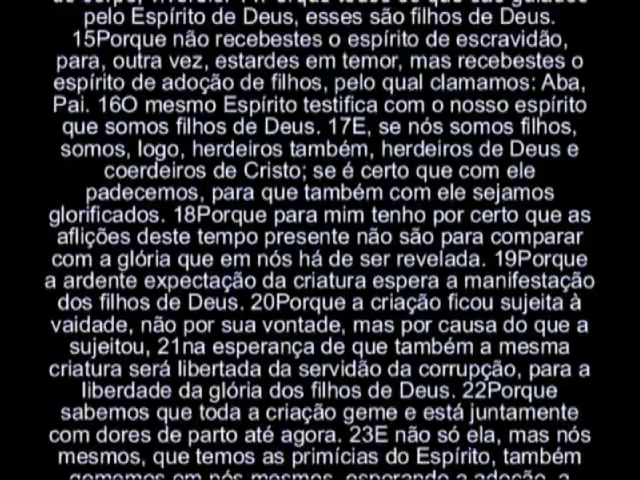 pelo Espírito de Deus, esses são filhos de Deus.
15Porque não recebestes o espírito de escravidão,
para, outra vez, estardes em temor, mas recebestes o
espírito de adoção de filhos, pelo qual clamamos: Aba,
Pai. 16O mesmo Espírito testifica com o nosso espírito
que somos filhos de Deus. 17E, se nós somos filhos,
somos, logo, herdeiros também, herdeiros de Deus e
coerdeiros de Cristo; se é certo que com ele
padecemos, para que também com ele sejamos
glorificados. 18Porque para mim tenho por certo que as
aflições deste tempo presente não são para comparar
com a glória que em nós há de ser revelada. 19Porque
a ardente expectação da criatura espera a manifestação
dos filhos de Deus. 20Porque a criação ficou sujeita à
vaidade, não por sua vontade, mas por causa do que a
sujeitou, 21na esperança de que também a mesma
criatura será libertada da servidão da corrupção, para a
liberdade da glória dos filhos de Deus. 22Porque
sabemos que toda a criação geme e está juntamente
com dores de parto até agora. 23E não só ela, mas nós
mesmos, que temos as primícias do Espírito, também
gememos em nós mesmos, esperando a adoção, a